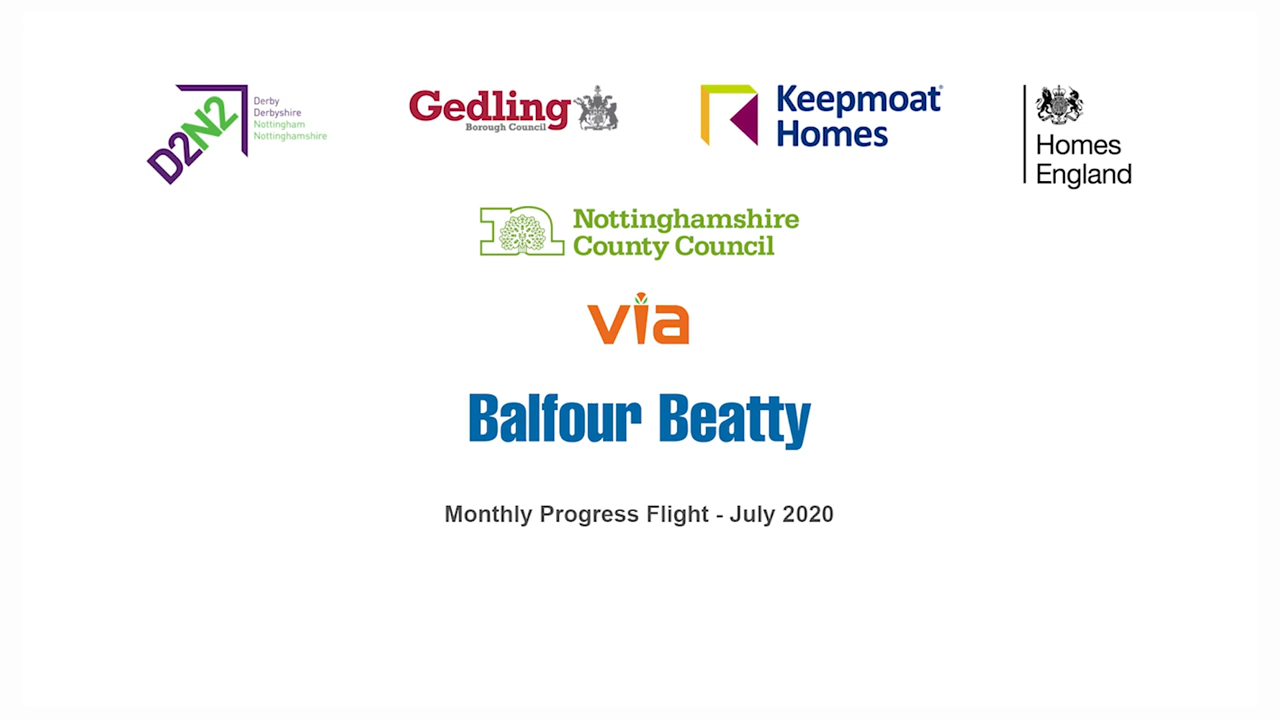 D2N2
Derby
Derbyshire
Nottingham
Nottinghamshire
Gedling
Borough Council
Keepmoat®
Homes
Homes
England
Nottinghamshire
County Council
via
Balfour Beatty
Monthly Progress Flight - July 2020